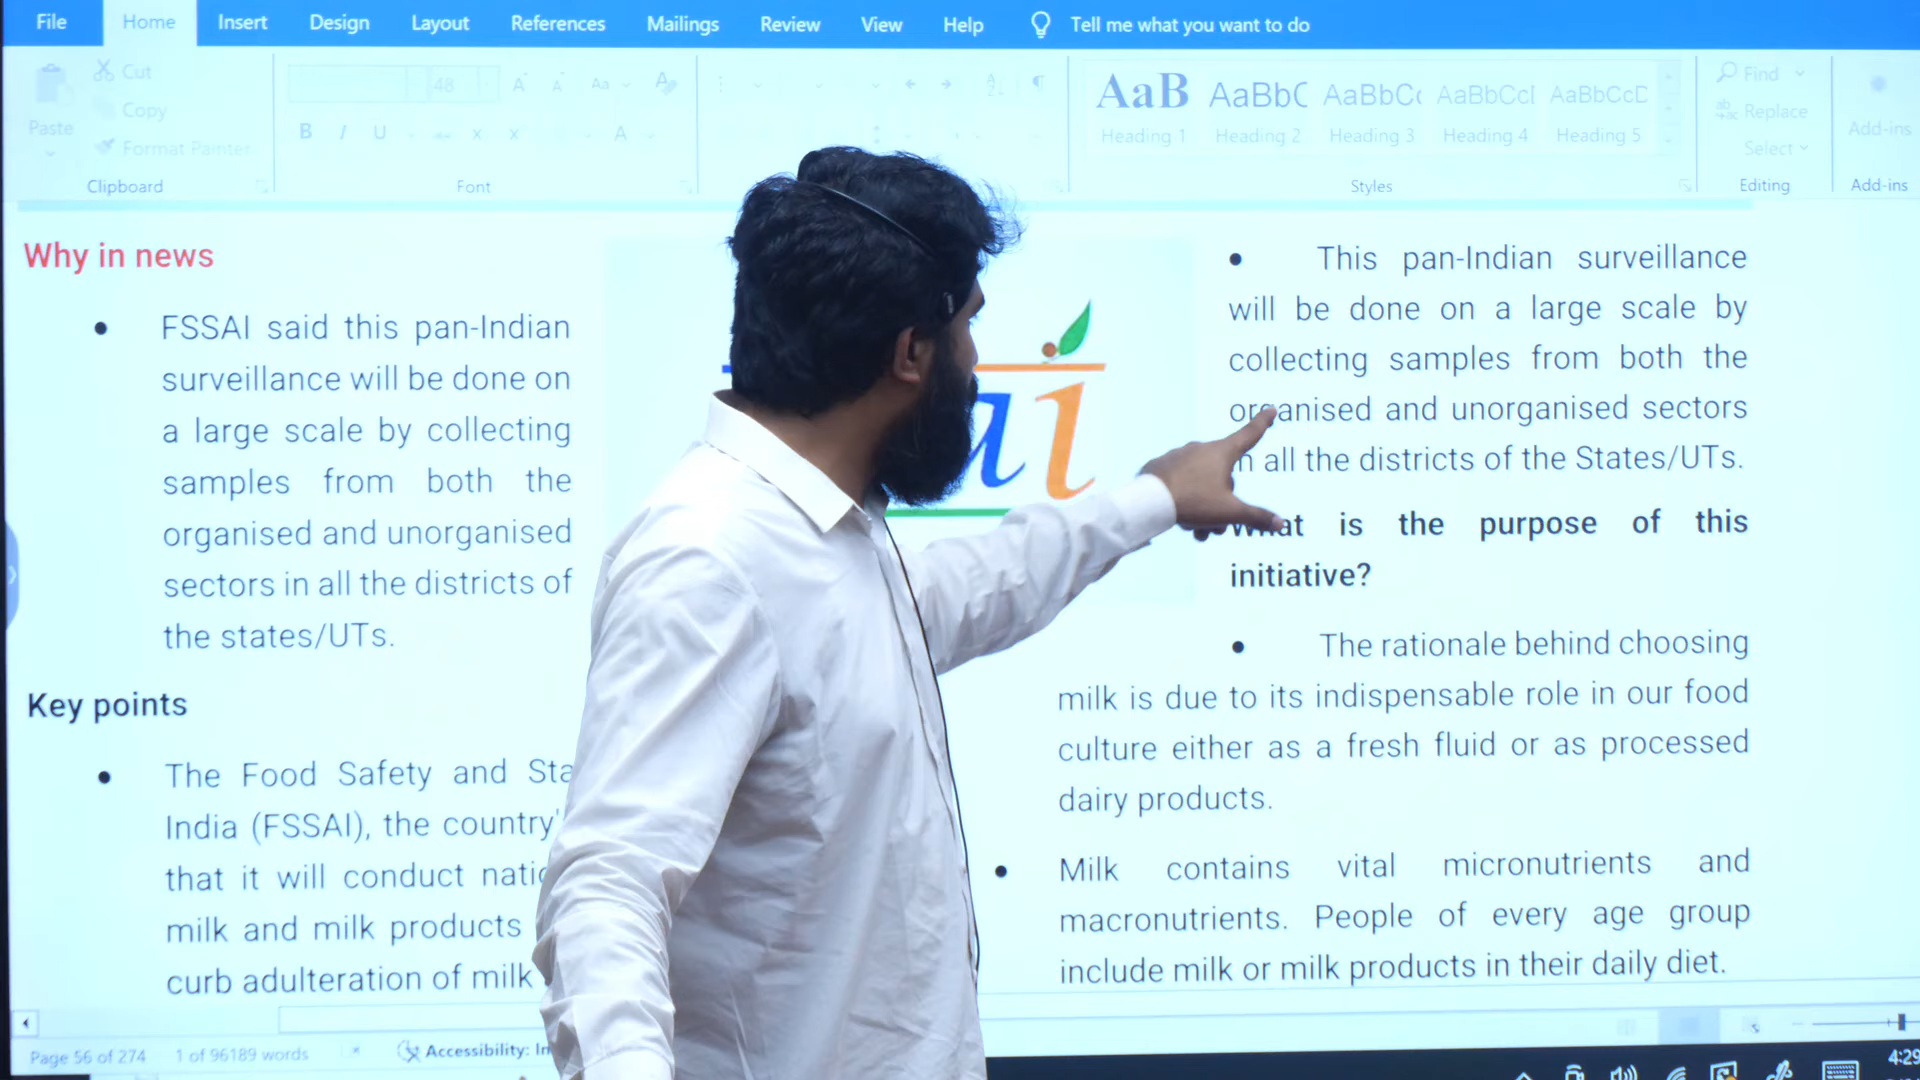 File Home Insert Design Layout References Mailings Review View Help Tell me what you want to do
Cut
Copy
Paste
Format Painter
Clipboard
48
Aa
B I U
A
Font
AaB AaBbC AaBbC AaBbCcI AaBbCcD
Heading 1 Heading 2 Heading 3 Heading 4 Heading 5
Styles
Find
Replace
Select
Editing
Add-ins
Add-ins
Why in news
FSSAI said this pan-Indian
surveillance will be done on
a large scale by collecting
samples from both the
organised and unorganised
sectors in all the districts of
the states/UTs.
Key points
The Food Safety and
India (FSSAI), the country'
that it will conduct
milk and milk products
curb adulteration of milk
i
This pan-Indian surveillance
will be done on a large scale by
collecting samples from both the
organised and unorganised sectors
all the districts of the States/UTs.
What is the purpose of this
initiative?
The rationale behind choosing
milk is due to its indispensable role in our food
culture either as a fresh fluid or as processed
dairy products.
Milk contains vital micronutrients and
macronutrients. People of every age group
include milk or milk products in their daily diet.
Page 56 of 274 1 of 96189 words Accessibility:
4:29